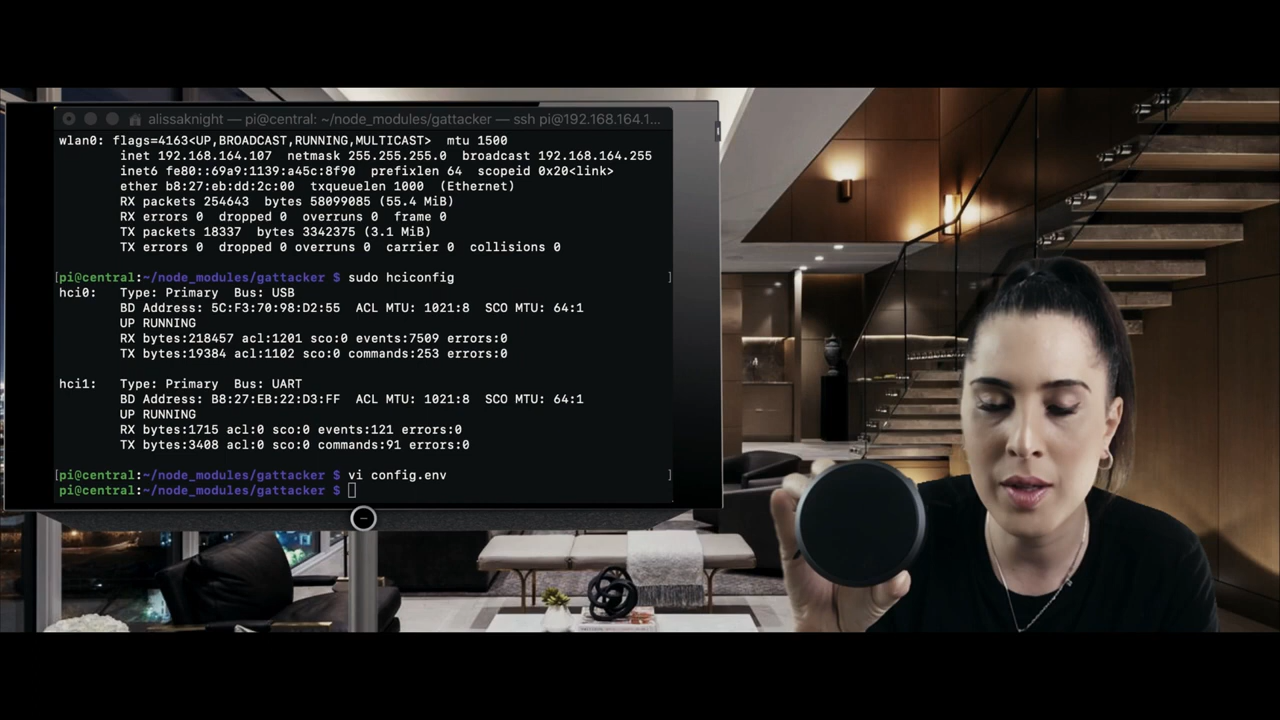 alissaknight — pi@central: ~/node_modules/gattacker — ssh pi@192.168.164.1...
wlan0: flags=4163<UP,BROADCAST,RUNNING,MULTICAST>  mtu 1500
inet 192.168.164.107  netmask 255.255.255.0  broadcast 192.168.164.255
inet6 fe80::69a9:1139:a45c:8f90  prefixlen 64  scopeid 0x20<link>
ether b8:27:eb:dd:2c:00  txqueuelen 1000  (Ethernet)
RX packets 254643  bytes 58099085 (55.4 MiB)
RX errors 0  dropped 0  overruns 0  frame 0
TX packets 18337  bytes 3342375 (3.1 MiB)
TX errors 0  dropped 0 overruns 0  carrier 0  collisions 0
[pi@central:~/node_modules/gattacker $ sudo hciconfig ]
hci0:   Type: Primary  Bus: USB
BD Address: 5C:F3:70:98:D2:55  ACL MTU: 1021:8  SCO MTU: 64:1
UP RUNNING
RX bytes:218457 acl:1201 sco:0 events:7509 errors:0
TX bytes:19384 acl:1102 sco:0 commands:253 errors:0
hci1:   Type: Primary  Bus: UART
BD Address: B8:27:EB:22:D3:FF  ACL MTU: 1021:8  SCO MTU: 64:1
UP RUNNING
RX bytes:1715 acl:0 sco:0 events:121 errors:0
TX bytes:3408 acl:0 sco:0 commands:91 errors:0
[pi@central:~/node_modules/gattacker $ vi config.env ]
pi@central:~/node_modules/gattacker $